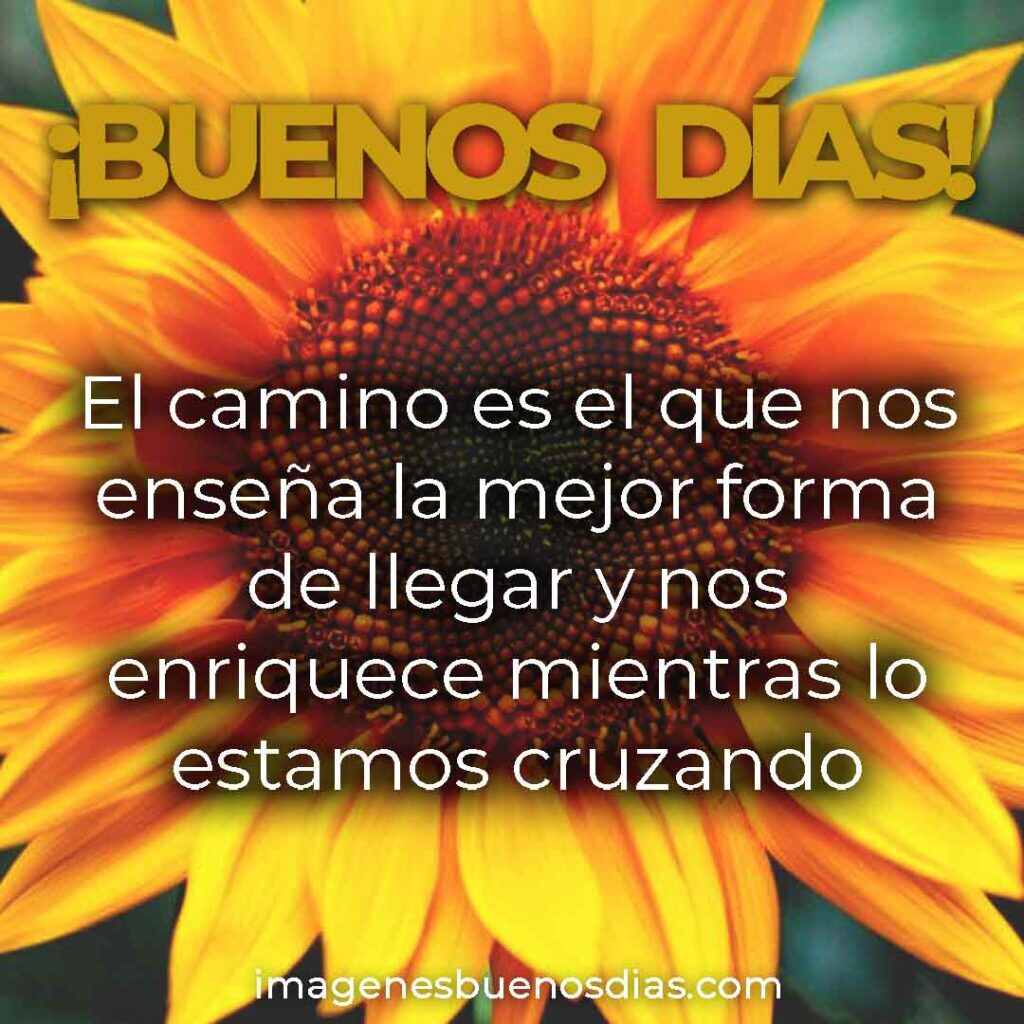 ¡BUENOS DÍAS!
El camino es el que nos
enseña la mejor forma
de llegar y nos
enriquece mientras lo
estamos cruzando
imagenesbuenosdias.com